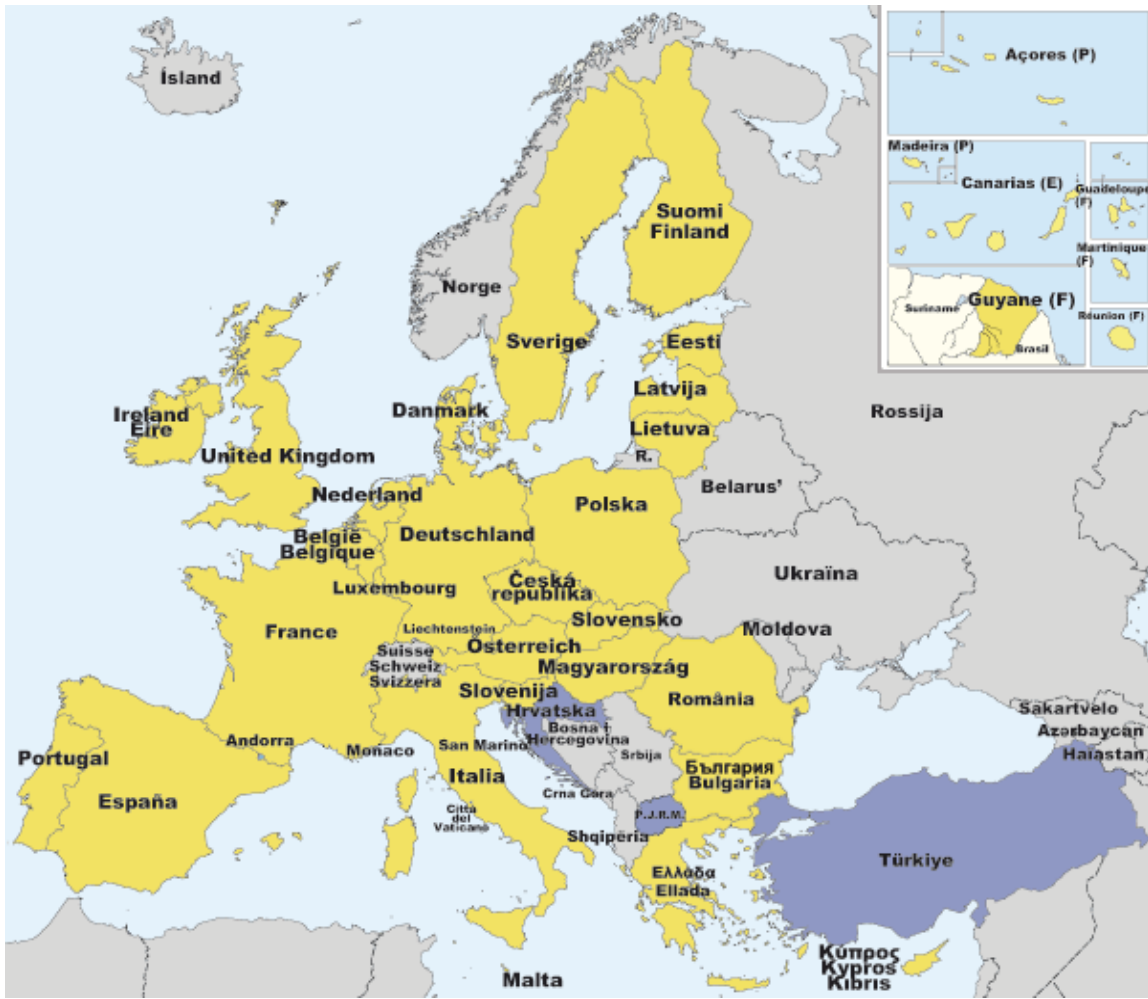 Ísland
Açores (P)
Madeira (P)
Canarias (E)
Guadeloupe
(F)
Martinique
(F)
Guyane (F)
Suriname
Brasil
Réunion (F)
Suomi
Finland
Norge
Sverige
Eesti
Latvija
Lietuva
R.
Rossija
Danmark
Ireland
Éire
United Kingdom
Nederland
België
Belgique
Deutschland
Polska
Belarus'
Luxembourg
Česká
republika
Ukraïna
Slovensko
France
Liechtenstein
Österreich
Moldova
Suisse
Schweiz
Svizzera
Magyarország
Slovenija
România
Hrvatska
Bosna i
Hercegovina
Srbija
Sakartvelo
Azərbaycan
Haiastan
Portugal
Andorra
Monaco
San Marino
España
Italia
Città
del
Vaticano
Crna Gora
България
Bulgaria
P.J.R.M.
Shqipëria
Türkiye
Ελλάδα
Ellada
Malta
Κύπρος
Kýpros
Kıbrıs